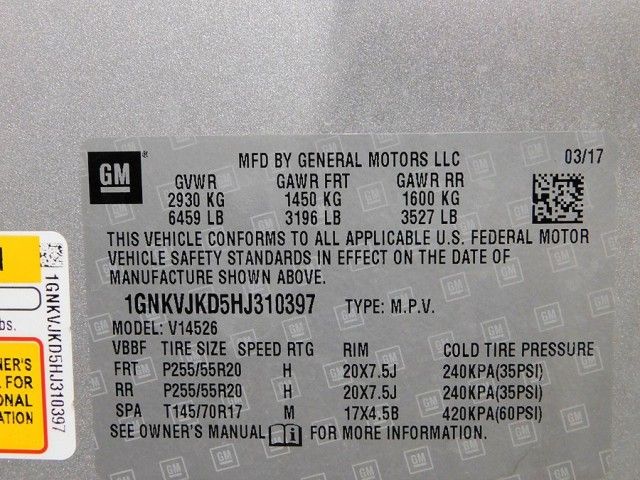 GM
MFD BY GENERAL MOTORS LLC 03/17
GVWR GAWR FRT GAWR RR
2930 KG 1450 KG 1600 KG
6459 LB 3196 LB 3527 LB
THIS VEHICLE CONFORMS TO ALL APPLICABLE U.S. FEDERAL MOTOR
VEHICLE SAFETY STANDARDS IN EFFECT ON THE DATE OF
MANUFACTURE SHOWN ABOVE.
1GNKVJKD5HJ310397 TYPE: M.P.V.
MODEL: V14526
VBBF TIRE SIZE SPEED RTG RIM COLD TIRE PRESSURE
FRT P255/55R20 H 20X7.5J 240KPA(35PSI)
RR P255/55R20 H 20X7.5J 240KPA(35PSI)
SPA T145/70R17 M 17X4.5B 420KPA(60PSI)
SEE OWNER'S MANUAL FOR MORE INFORMATION.
1GNKVJKD5HJ310397
bs.
NER'S
FOR
ONAL
ATION